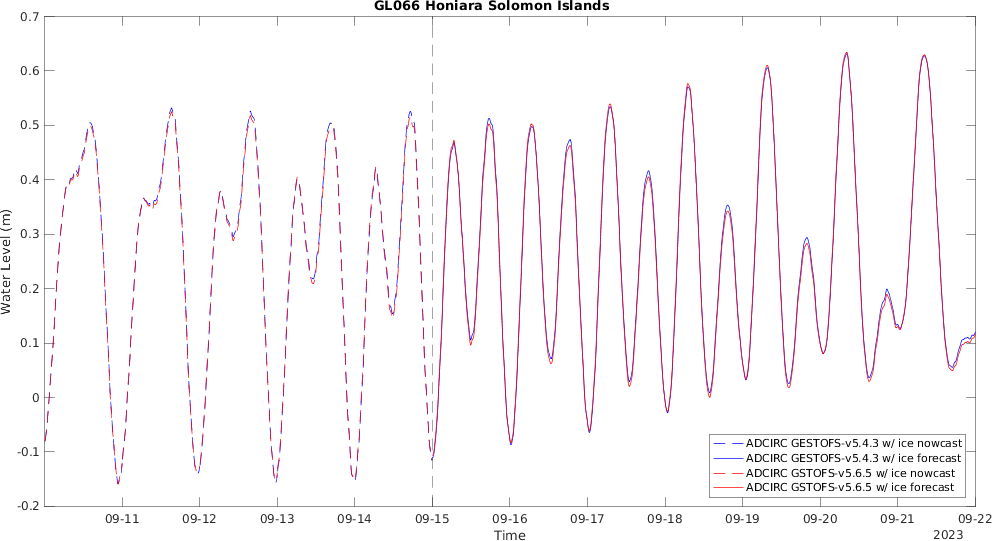 GL066 Honiara Solomon Islands
Water Level (m)
0.7
0.6
0.5
0.4
0.3
0.2
0.1
0
-0.1
-0.2
09-11 09-12 09-13 09-14 09-15 09-16 09-17 09-18 09-19 09-20 09-21 09-22
Time
2023
ADCIRC GESTOFS-v5.4.3 w/ ice nowcast
ADCIRC GESTOFS-v5.4.3 w/ ice forecast
ADCIRC GSTOFS-v5.6.5 w/ ice nowcast
ADCIRC GSTOFS-v5.6.5 w/ ice forecast